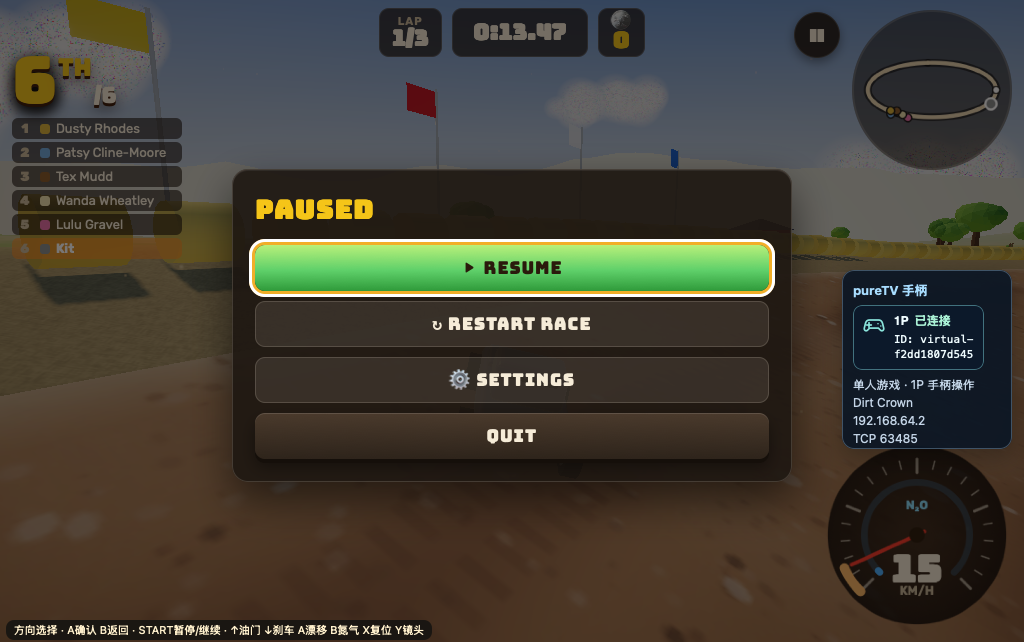 6TH
/6
LAP
1/3
0:13.47
0
1 Dusty Rhodes
2 Patsy Cline-Moore
3 Tex Mudd
4 Wanda Wheatley
5 Lulu Gravel
6 Kit
PAUSED
RESUME
↻ RESTART RACE
SETTINGS
QUIT
pureTV 手柄
1P 已连接
ID: virtual-
f2dd1807d545
单人游戏 · 1P 手柄操作
Dirt Crown
192.168.64.2
TCP 63485
N₂O
15
KM/H
方向选择 · A确认 B返回 · START暂停/继续 · ↑油门 ↓刹车 A漂移 B氮气 X复位 Y镜头